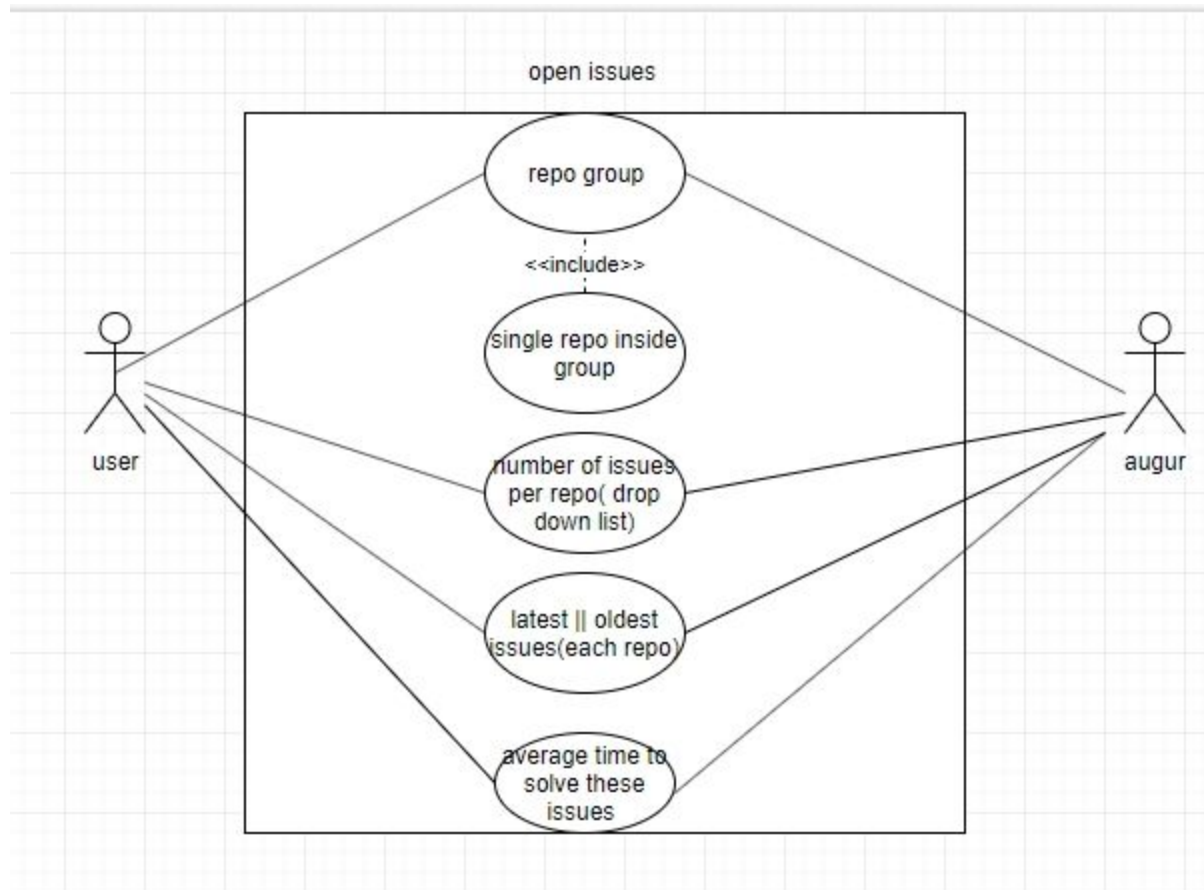 open issues
repo group
<<include>>
single repo inside
group
user
augur
number of issues
per repo( drop
down list)
latest || oldest
issues(each repo)
average time to
solve these
issues